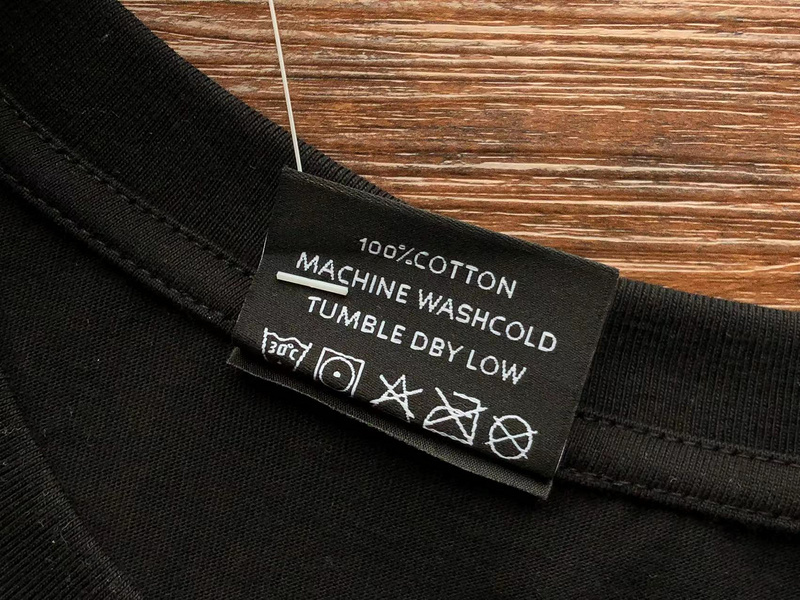 100%COTTON
MACHINE WASHCOLD
TUMBLE DBY LOW
30°C